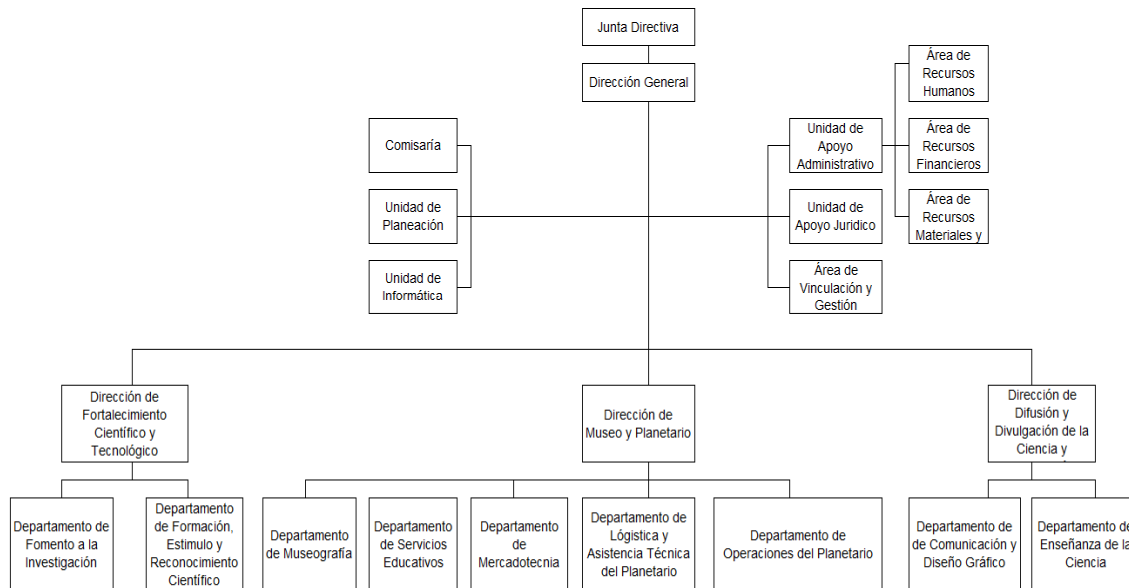 Junta Directiva
Dirección General
Área de
Recursos
Humanos
Comisaría
Unidad de
Apoyo
Administrativo
Área de
Recursos
Financieros
Unidad de
Planeación
Unidad de
Apoyo Juridico
Área de
Recursos
Materiales y
Unidad de
Informática
Área de
Vinculación y
Gestión
Dirección de
Fortalecimiento
Científico y
Tecnológico
Dirección de
Museo y Planetario
Dirección de
Difusión y
Divulgación de la
Ciencia y
Departamento de
Fomento a la
Investigación
Departamento
de Formación,
Estimulo y
Reconocimiento
Científico
Departamento
de Museografía
Departamento
de Servicios
Educativos
Departamento
de
Mercadotecnia
Departamento de
Lógistica y
Asistencia Técnica
del Planetario
Departamento de
Operaciones del Planetario
Departamento de
de Comunicación y
Diseño Gráfico
Departamento de
Enseñanza de la
Ciencia